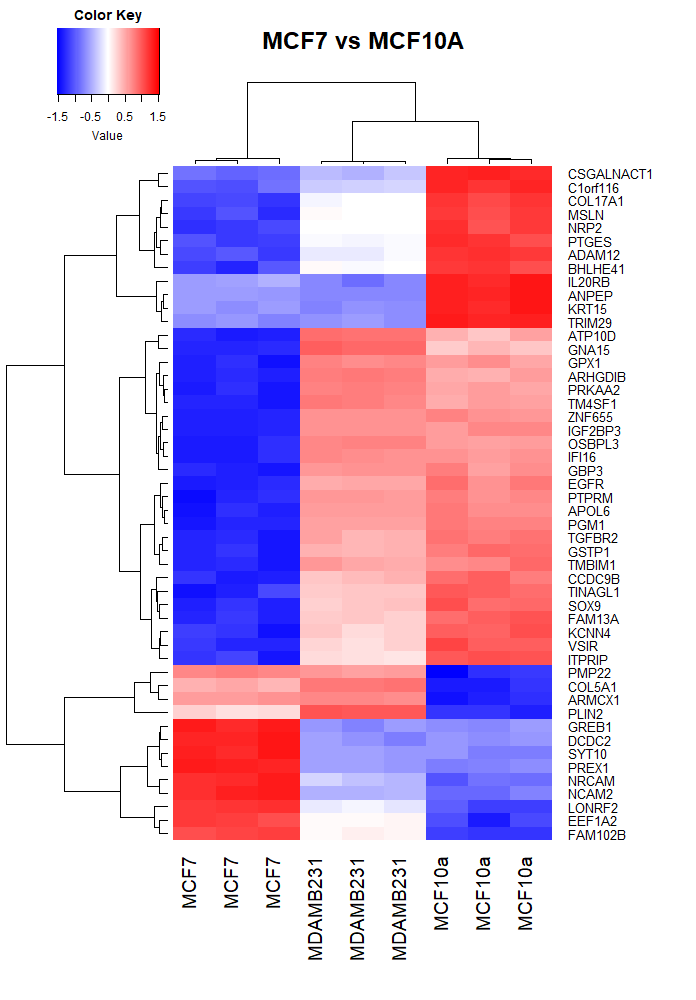 Color Key
-1.5 -0.5 0.5 1.5
Value
MCF7 vs MCF10A
CSGALNACT1
C1orf116
COL17A1
MSLN
NRP2
PTGES
ADAM12
BHLHE41
IL20RB
ANPEP
KRT15
TRIM29
ATP10D
GNA15
GPX1
ARHGDIB
PRKAA2
TM4SF1
ZNF655
IGF2BP3
OSBPL3
IFI16
GBP3
EGFR
PTPRM
APOL6
PGM1
TGFBR2
GSTP1
TMBIM1
CCDC9B
TINAGL1
SOX9
FAM13A
KCNN4
VSIR
ITPRIP
PMP22
COL5A1
ARMCX1
PLIN2
GREB1
DCDC2
SYT10
PREX1
NRCAM
NCAM2
LONRF2
EEF1A2
FAM102B
MCF7
MCF7
MCF7
MDAMB231
MDAMB231
MDAMB231
MCF10a
MCF10a
MCF10a